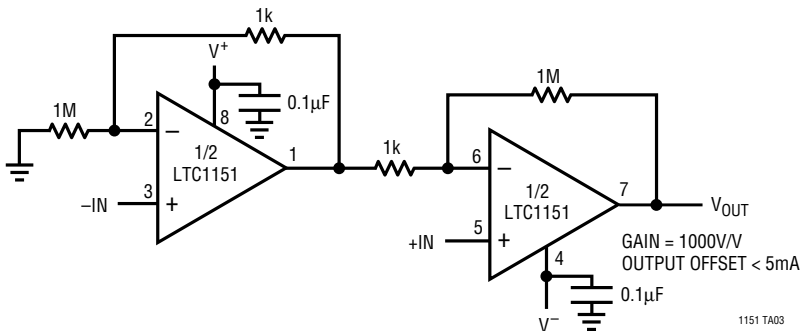 1k
V+
1M
0.1µF
2
8
–
1/2
LTC1151
1
3
+
–IN
1k
1M
6
–
1/2
LTC1151
7
VOUT
5
+
+IN
4
GAIN = 1000V/V
OUTPUT OFFSET < 5mA
0.1µF
V–
1151 TA03